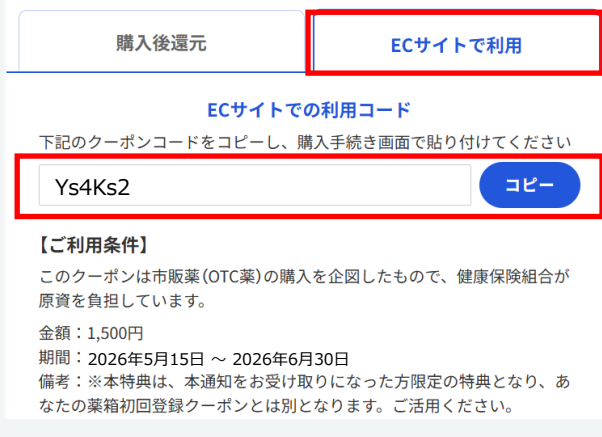 購入後還元
ECサイトで利用
ECサイトでの利用コード
下記のクーポンコードをコピーし、購入手続き画面で貼り付けてください
Ys4Ks2
コピー
【ご利用条件】
このクーポンは市販薬(OTC薬)の購入を企図したもので、健康保険組合が
原資を負担しています。
金額：1,500円
期間：2026年5月15日 ～ 2026年6月30日
備考：※本特典は、本通知をお受け取りになった方限定の特典となり、あ
なたの薬箱初回登録クーポンとは別となります。ご活用ください。